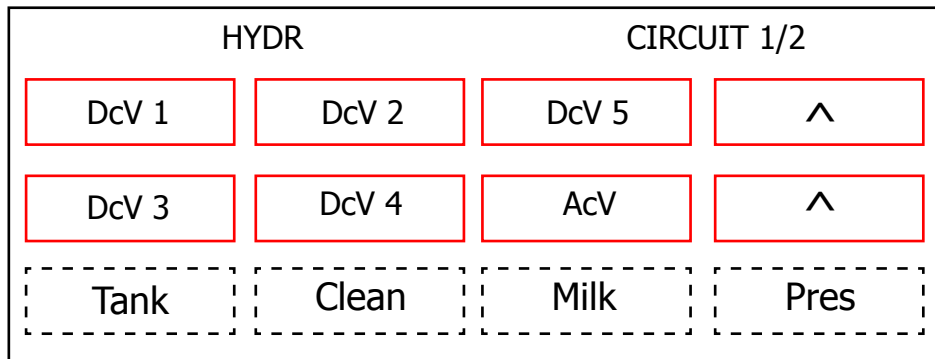 HYDR CIRCUIT 1/2
DcV 1 DcV 2 DcV 5 ^
DcV 3 DcV 4 AcV ^
Tank Clean Milk Pres